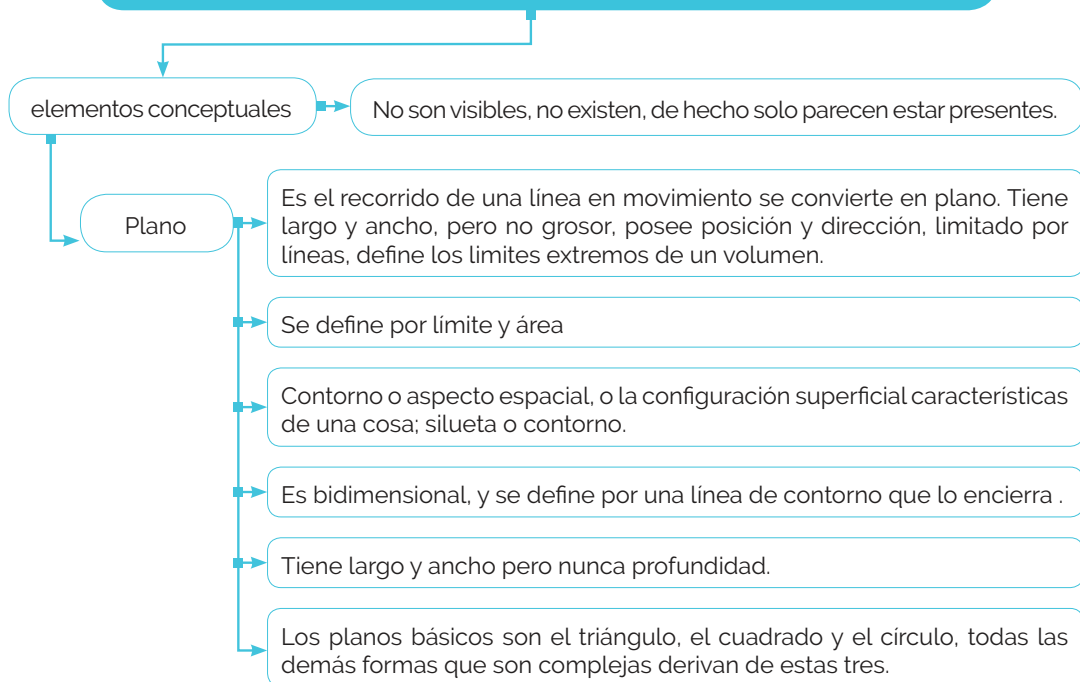 elementos conceptuales
No son visibles, no existen, de hecho solo parecen estar presentes.
Plano
Es el recorrido de una línea en movimiento se convierte en plano. Tiene
largo y ancho, pero no grosor, posee posición y dirección, limitado por
líneas, define los limites extremos de un volumen.
Se define por límite y área
Contorno o aspecto espacial, o la configuración superficial características
de una cosa; silueta o contorno.
Es bidimensional, y se define por una línea de contorno que lo encierra .
Tiene largo y ancho pero nunca profundidad.
Los planos básicos son el triángulo, el cuadrado y el círculo, todas las
demás formas que son complejas derivan de estas tres.